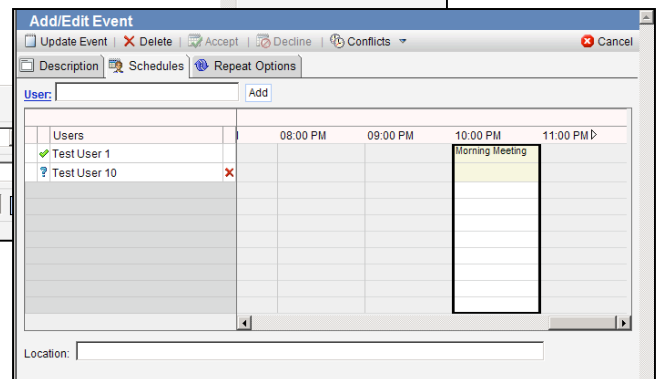 Add/Edit Event
Update Event | Delete | Accept | Decline | Conflicts Cancel
Description Schedules Repeat Options
User: Add
Users 08:00 PM 09:00 PM 10:00 PM 11:00 PM
Test User 1 Morning Meeting
? Test User 10
Location: